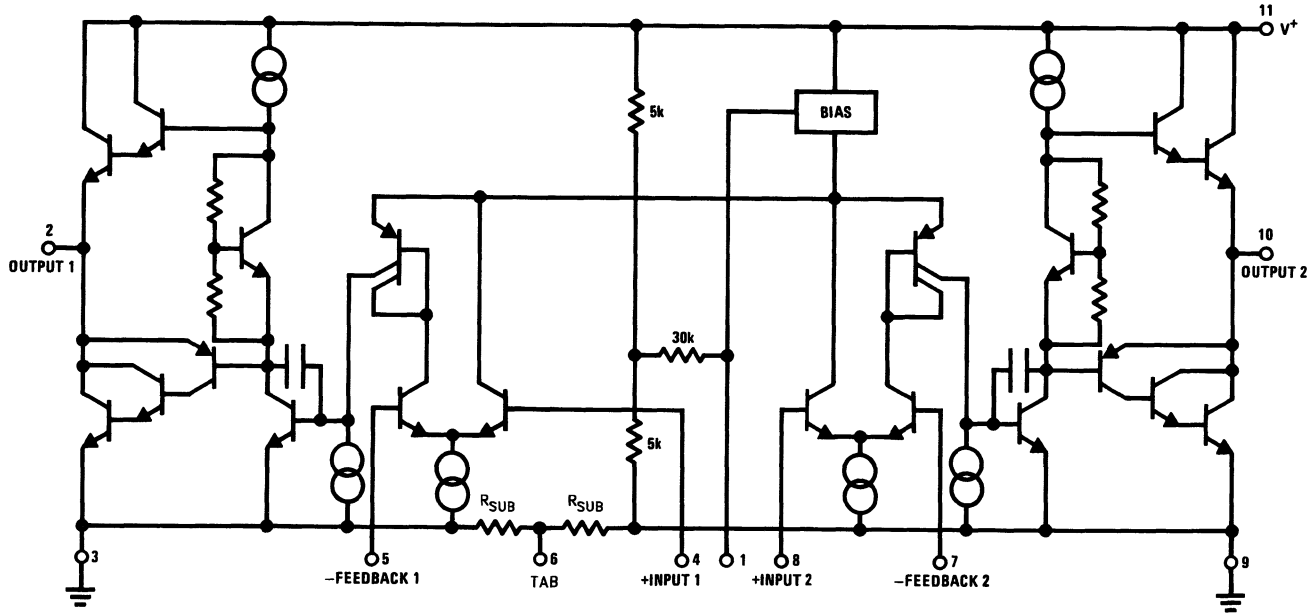 11
V+
5k
BIAS
2
OUTPUT 1
10
OUTPUT 2
30k
5k
RSUB
RSUB
3
5
–FEEDBACK 1
6
TAB
4
+INPUT 1
1
8
+INPUT 2
7
–FEEDBACK 2
9